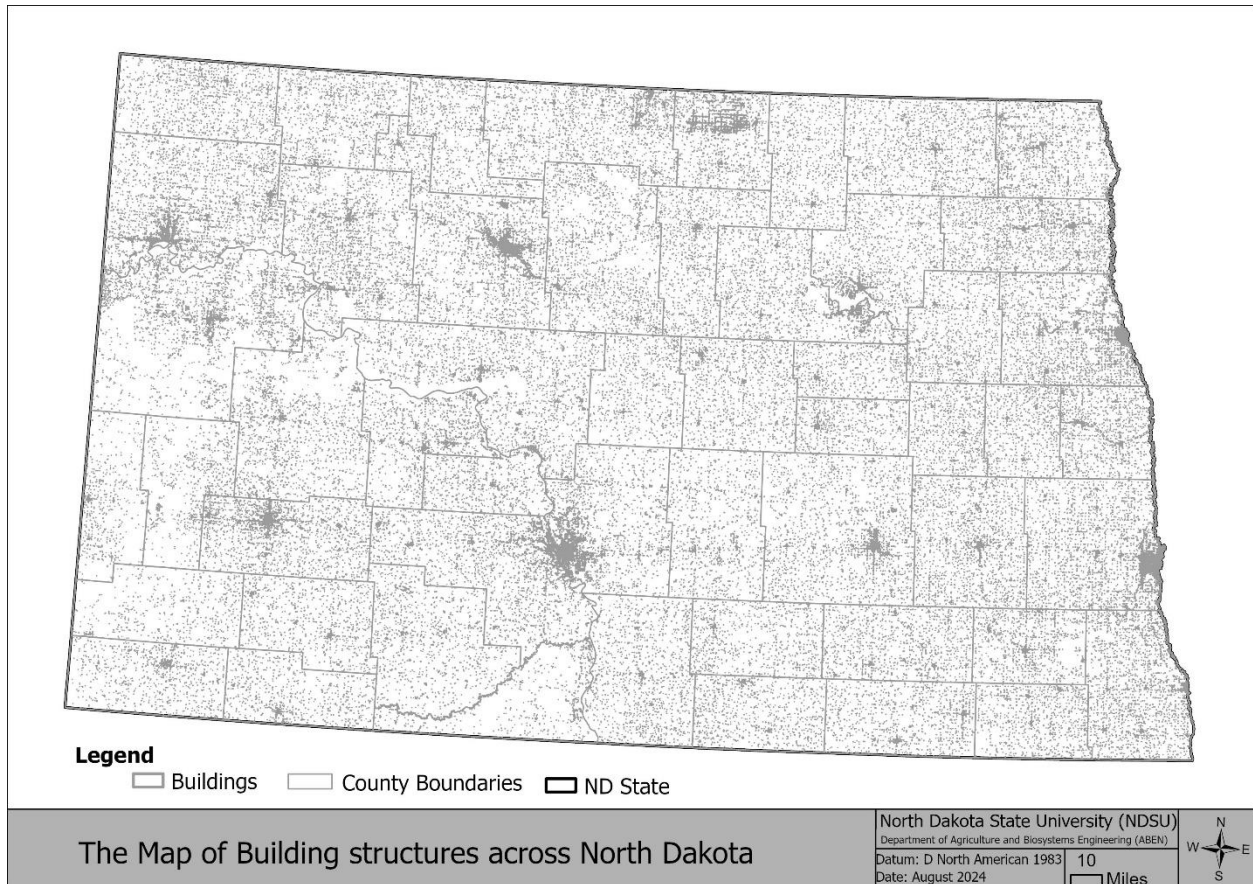 Legend
Buildings County Boundaries ND State
The Map of Building structures across North Dakota
North Dakota State University (NDSU)
Department of Agriculture and Biosystems Engineering (ABEN)
Datum: D North American 1983
Date: August 2024
10
Miles
N
W E
S